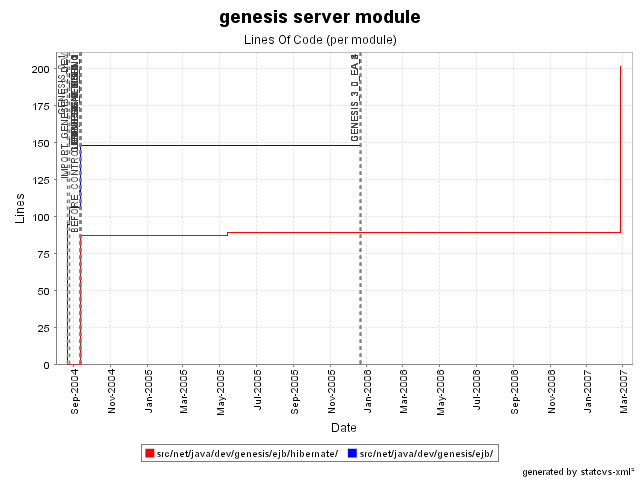 genesis server module
Lines Of Code (per module)
Lines
200
175
150
125
100
75
50
25
0
GENESIS_3_0_EA_3
BEFORE_CONTRO
Sep-2004
Nov-2004
Jan-2005
Mar-2005
May-2005
Jul-2005
Sep-2005
Nov-2005
Jan-2006
Mar-2006
May-2006
Jul-2006
Sep-2006
Nov-2006
Jan-2007
Mar-2007
Date
src/net/java/dev/genesis/ejb/hibernate/
src/net/java/dev/genesis/ejb/
generated by statcvs-xml²